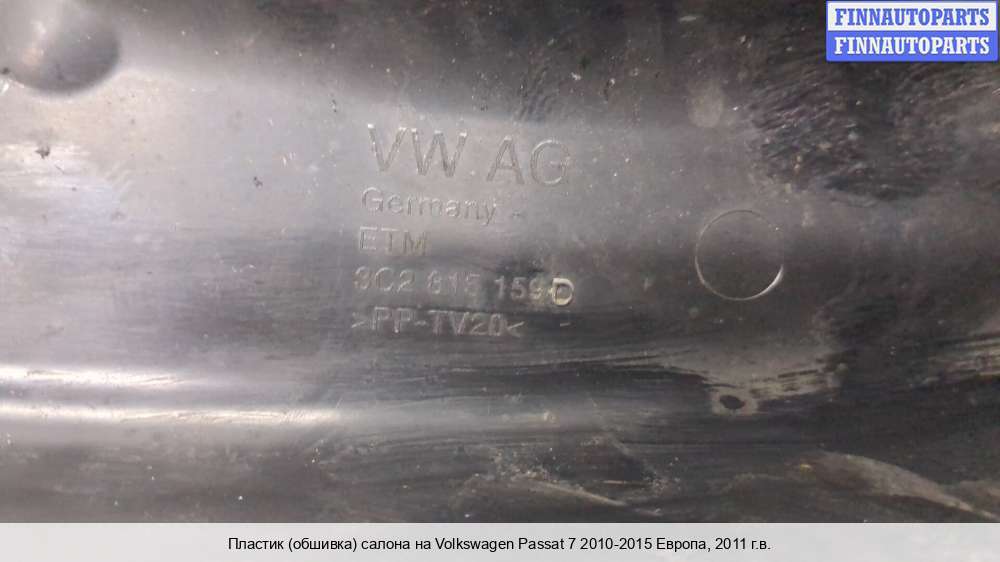 FINNAUTOPARTS
FINNAUTOPARTS
VW AG
Germany
ETM
3C2 815 159 D
>PP-TV20<
Пластик (обшивка) салона на Volkswagen Passat 7 2010-2015 Европа, 2011 г.в.